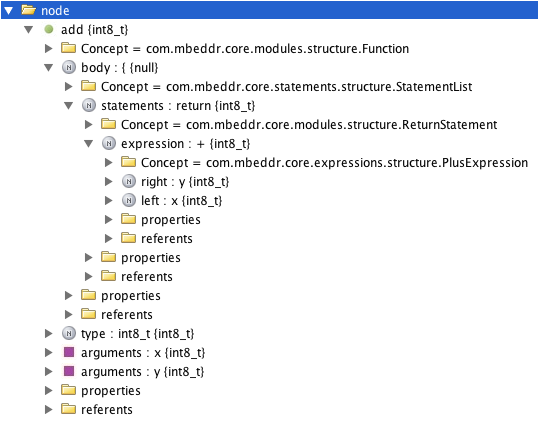 node
add {int8_t}
Concept = com.mbeddr.core.modules.structure.Function
body : { {null}
Concept = com.mbeddr.core.statements.structure.StatementList
statements : return {int8_t}
Concept = com.mbeddr.core.modules.structure.ReturnStatement
expression : + {int8_t}
Concept = com.mbeddr.core.expressions.structure.PlusExpression
right : y {int8_t}
left : x {int8_t}
properties
referents
properties
referents
properties
referents
type : int8_t {int8_t}
arguments : x {int8_t}
arguments : y {int8_t}
properties
referents